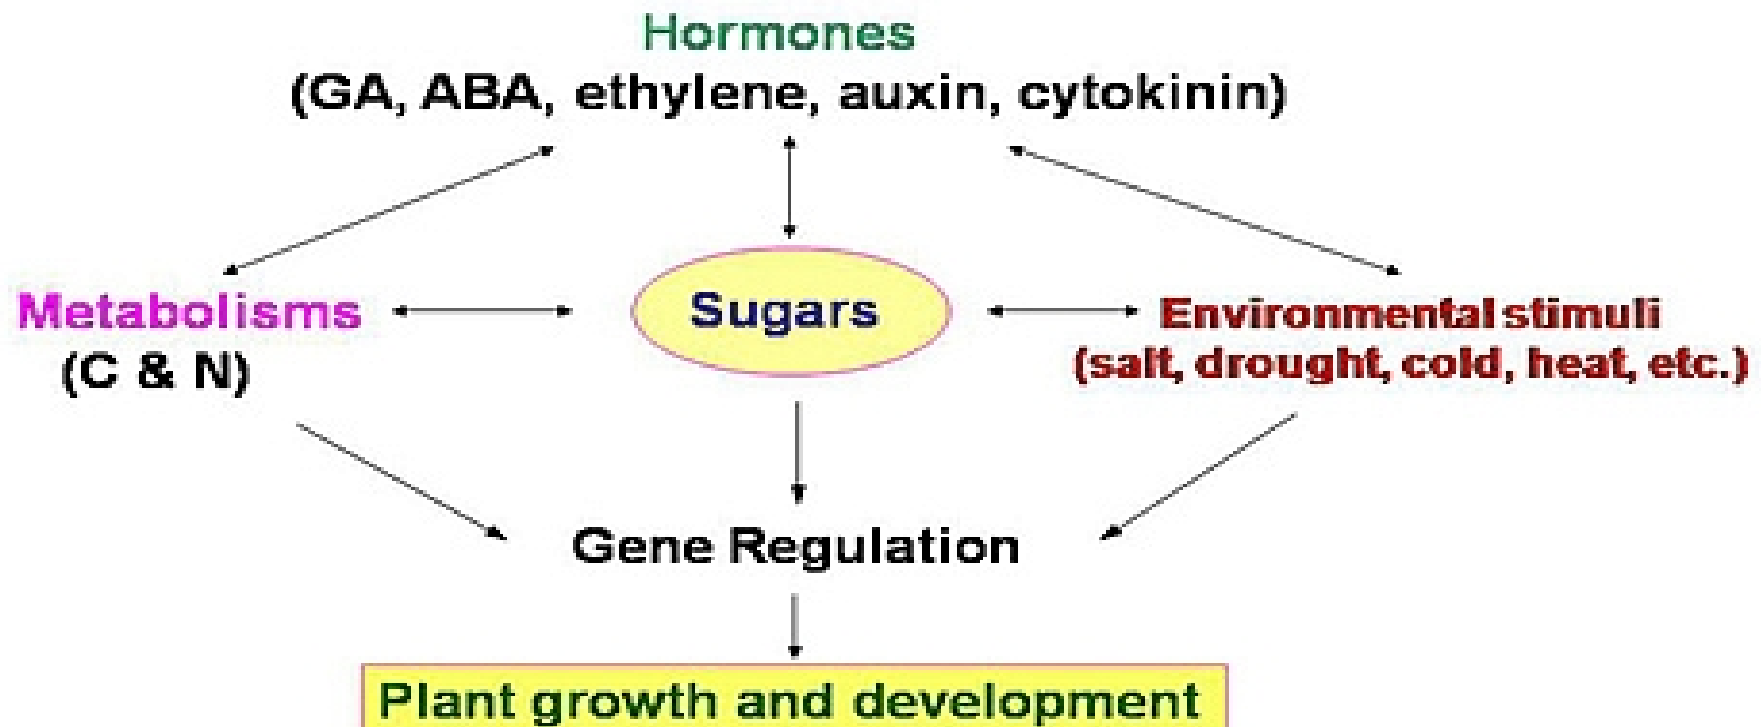 Hormones
(GA, ABA, ethylene, auxin, cytokinin)
Metabolisms
(C & N)
Sugars
Environmental stimuli
(salt, drought, cold, heat, etc.)
Gene Regulation
Plant growth and development